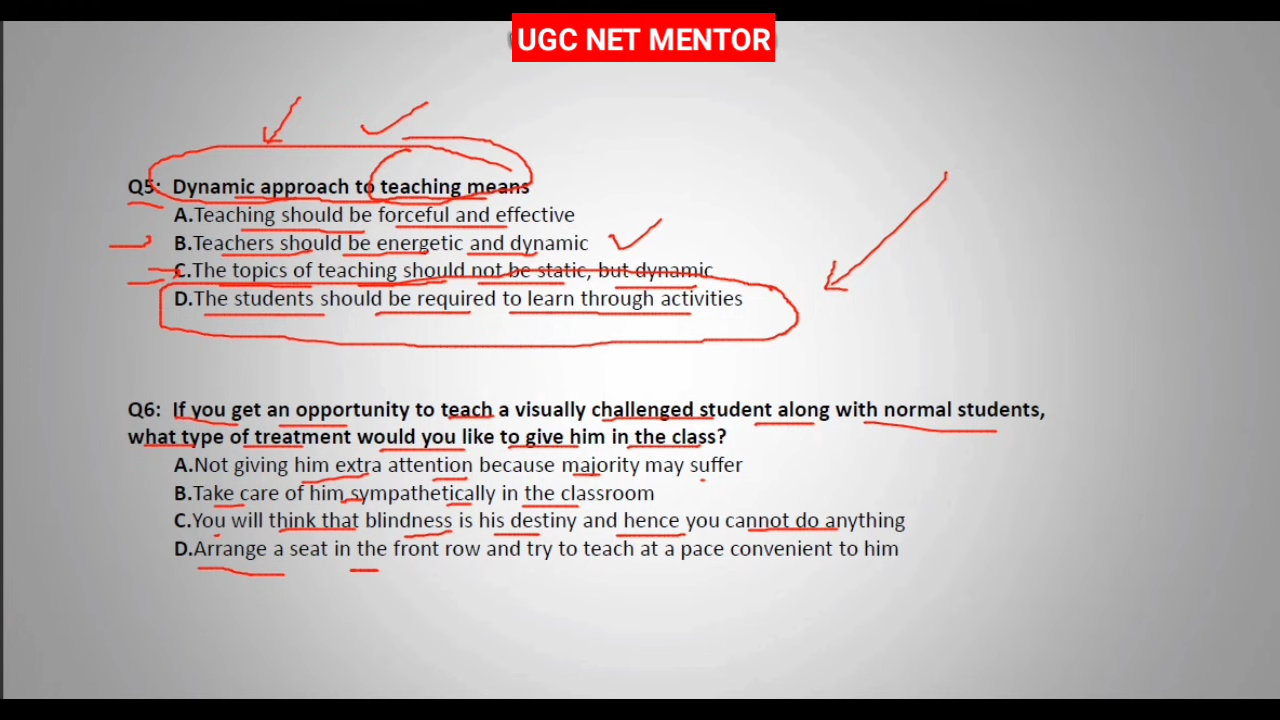 UGC NET MENTOR
Q5: Dynamic approach to teaching means
A.Teaching should be forceful and effective
B.Teachers should be energetic and dynamic
C.The topics of teaching should not be static, but dynamic
D.The students should be required to learn through activities
Q6: If you get an opportunity to teach a visually challenged student along with normal students,
what type of treatment would you like to give him in the class?
A.Not giving him extra attention because majority may suffer
B.Take care of him sympathetically in the classroom
C.You will think that blindness is his destiny and hence you cannot do anything
D.Arrange a seat in the front row and try to teach at a pace convenient to him